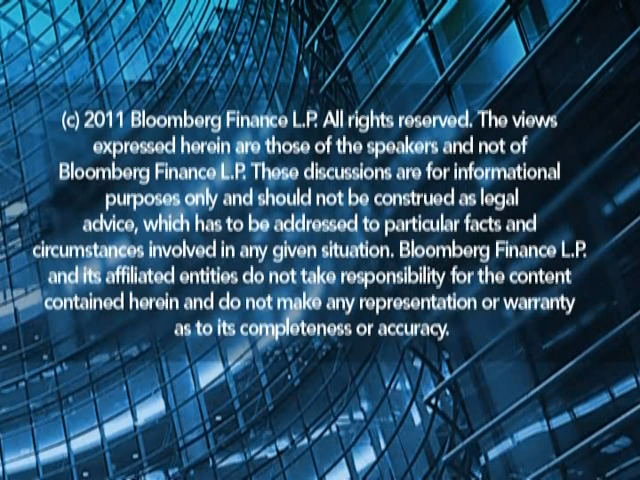 (c) 2011 Bloomberg Finance L.P. All rights reserved. The views
expressed herein are those of the speakers and not of
Bloomberg Finance L.P. These discussions are for informational
purposes only and should not be construed as legal
advice, which has to be addressed to particular facts and
circumstances involved in any given situation. Bloomberg Finance L.P.
and its affiliated entities do not take responsibility for the content
contained herein and do not make any representation or warranty
as to its completeness or accuracy.